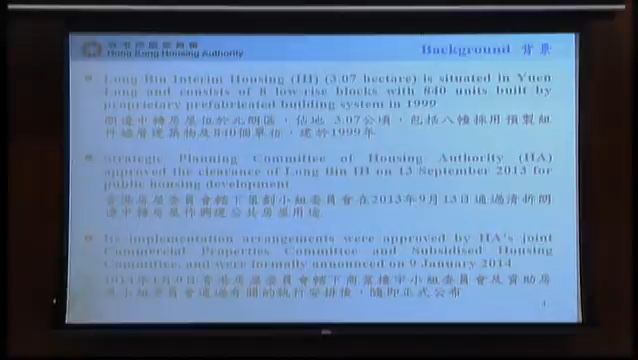 香港房屋委員會
Hong Kong Housing Authority
Background 背景
Long Bin Interim Housing (IH) (3.07 hectare) is situated in Yuen
Long and consists of 8 low-rise blocks with 840 units built by
proprietary prefabricated building system in 1999
朗邊中轉房屋位於元朗區，佔地 3.07公頃，包括八幢採用預製組
件 層建築物及840個單位，建於1999年
Strategic Planning Committee of Housing Authority (HA)
approved the clearance of Long Bin IH on 13 September 2013 for
public housing development
香港房屋委員會轄下策劃小組委員會在2013年9月13日通過清拆朗
邊中轉房屋作興建公共房屋用途
Its implementation arrangements were approved by HA's joint
Commercial Properties Committee and Subsidised Housing
Committee, and were formally announced on 9 January 2014
2014年1月9日香港房屋委員會轄下商業樓宇小組委員會及資助房
屋小組委員會通過有關的執行安排後，隨即正式公布
4